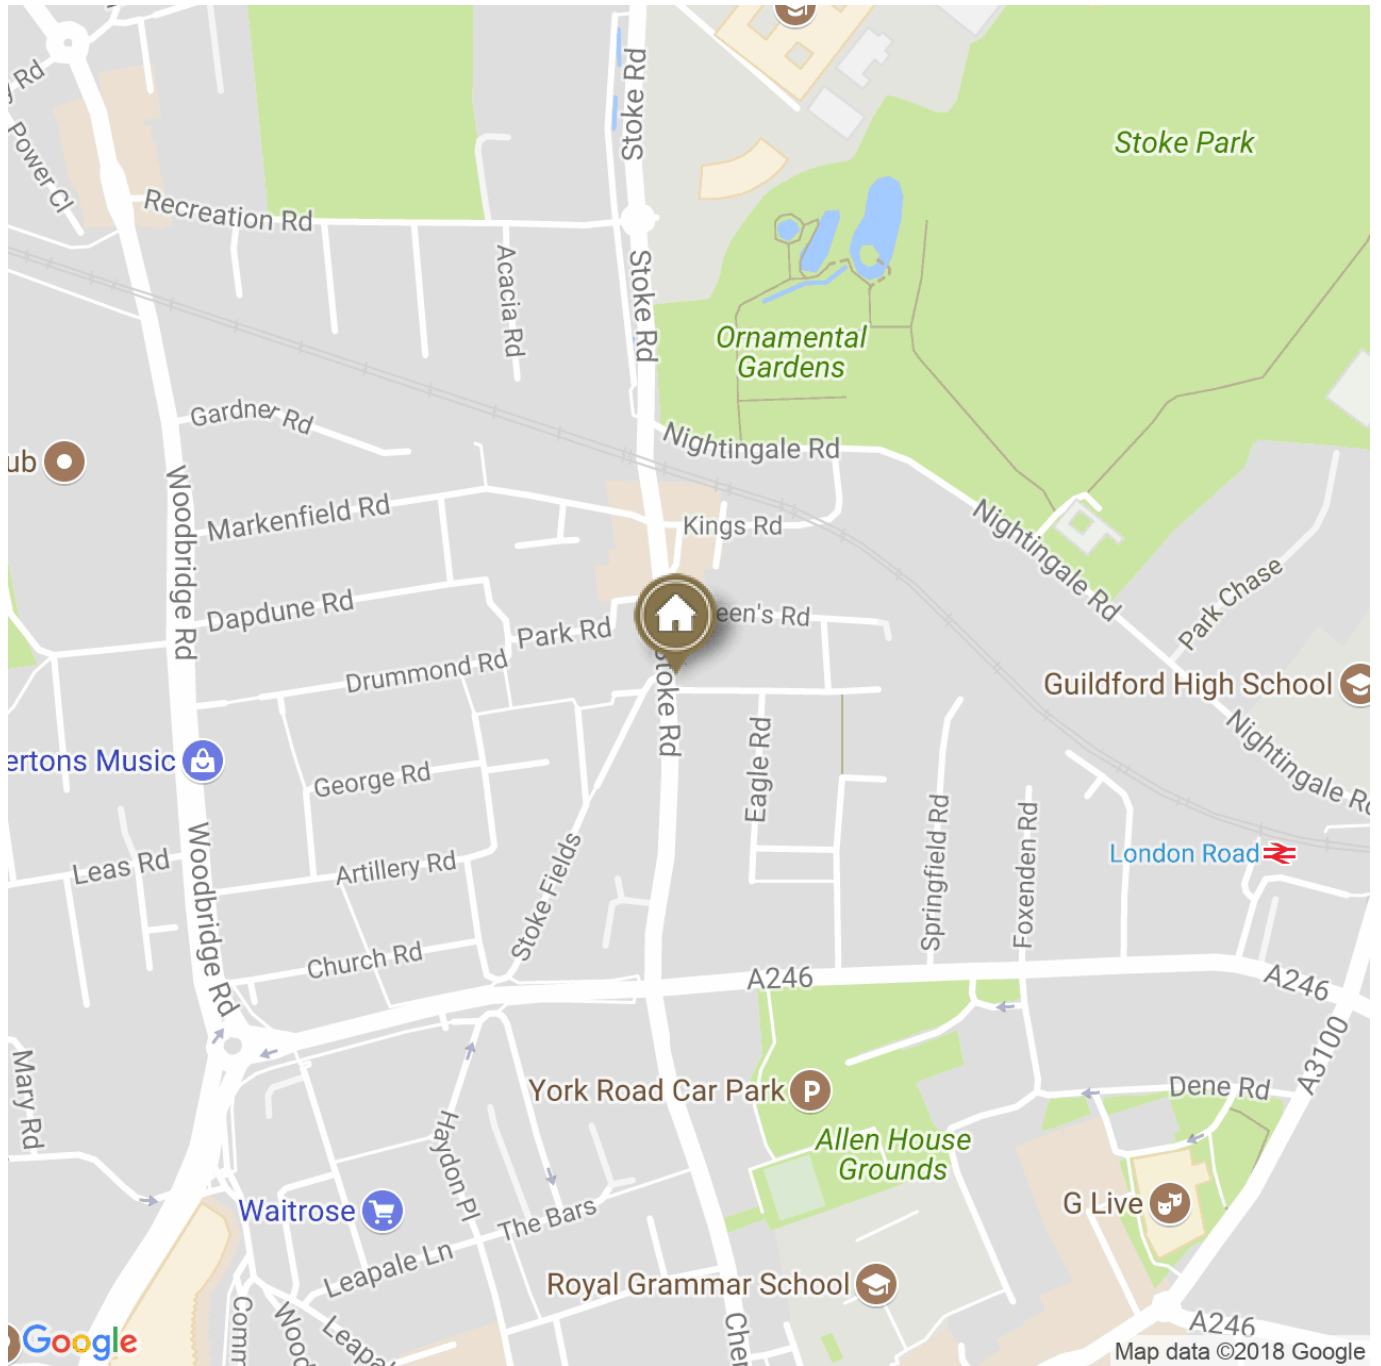 Stoke Rd
g Rd
Power Cl
Stoke Park
Recreation Rd
Acacia Rd
Stoke Rd
Ornamental
Gardens
Gardner Rd
Nightingale Rd
ub
Woodbridge Rd
Markenfield Rd
Kings Rd
Nightingale Rd
Park Chase
Dapdune Rd
Park Rd
een's Rd
Drummond Rd
Stoke Rd
Guildford High School
Nightingale Rd
ertons Music
George Rd
Eagle Rd
Springfield Rd
Foxenden Rd
London Road
Leas Rd
Woodbridge Rd
Artillery Rd
Stoke Fields
Church Rd
A246
A246
A3100
Mary Rd
York Road Car Park
P
Dene Rd
Haydon Pl
Allen House
Grounds
Waitrose
The Bars
G Live
Leapale Ln
Royal Grammar School
Comm
Wood
Leapa
Cher
A246
Google
Map data ©2018 Google